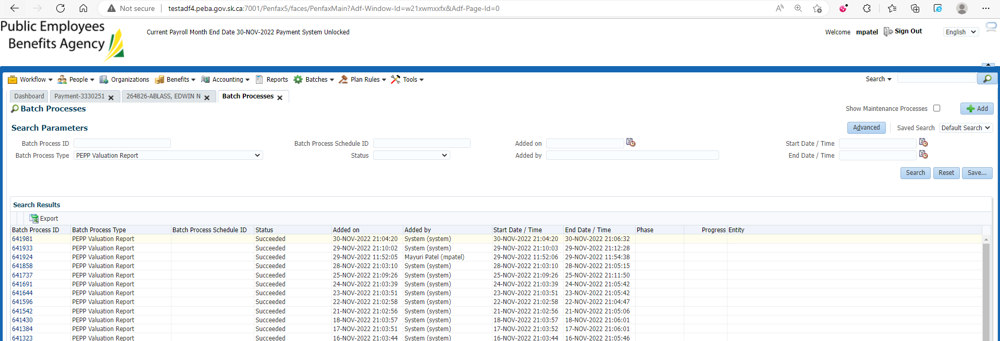 Not secure testadf4.peba.gov.sk.ca:7001/Penfax5/faces/PenfaxMain?Adf-Window-Id=w21xwmxxfx&Adf-Page-Id=0
Public Employees
Benefits Agency
Current Payroll Month End Date 30-NOV-2022 Payment System Unlocked
Welcome mpatel Sign Out English
Workflow People Organizations Benefits Accounting Reports Batches Plan Rules Tools Search
Dashboard Payment-3330251 264826-ABLASS, EDWIN N Batch Processes
Batch Processes Show Maintenance Processes Add
Search Parameters Advanced Saved Search Default Search
Batch Process ID Batch Process Schedule ID Added on Start Date / Time
Batch Process Type PEPP Valuation Report Status Added by End Date / Time
Search Reset Save...
Search Results
Export
Batch Process ID Batch Process Type Batch Process Schedule ID Status Added on Added by Start Date / Time End Date / Time Phase Progress Entity
641981 PEPP Valuation Report Succeeded 30-NOV-2022 21:04:20 System (system) 30-NOV-2022 21:04:20 30-NOV-2022 21:06:32
641933 PEPP Valuation Report Succeeded 29-NOV-2022 21:10:02 System (system) 29-NOV-2022 21:10:03 29-NOV-2022 21:12:28
641924 PEPP Valuation Report Succeeded 29-NOV-2022 11:52:05 Mayuri Patel (mpatel) 29-NOV-2022 11:52:06 29-NOV-2022 11:54:38
641858 PEPP Valuation Report Succeeded 28-NOV-2022 21:03:10 System (system) 28-NOV-2022 21:03:10 28-NOV-2022 21:05:15
641737 PEPP Valuation Report Succeeded 25-NOV-2022 21:09:26 System (system) 25-NOV-2022 21:09:26 25-NOV-2022 21:11:50
641691 PEPP Valuation Report Succeeded 24-NOV-2022 21:03:39 System (system) 24-NOV-2022 21:03:39 24-NOV-2022 21:05:42
641644 PEPP Valuation Report Succeeded 23-NOV-2022 21:03:51 System (system) 23-NOV-2022 21:03:51 23-NOV-2022 21:05:42
641596 PEPP Valuation Report Succeeded 22-NOV-2022 21:02:58 System (system) 22-NOV-2022 21:02:58 22-NOV-2022 21:04:47
641542 PEPP Valuation Report Succeeded 21-NOV-2022 21:02:56 System (system) 21-NOV-2022 21:02:56 21-NOV-2022 21:05:06
641430 PEPP Valuation Report Succeeded 18-NOV-2022 21:03:57 System (system) 18-NOV-2022 21:03:57 18-NOV-2022 21:06:01
641384 PEPP Valuation Report Succeeded 17-NOV-2022 21:03:51 System (system) 17-NOV-2022 21:03:52 17-NOV-2022 21:06:01
641323 PEPP Valuation Report Succeeded 16-NOV-2022 21:03:44 System (system) 16-NOV-2022 21:03:44 16-NOV-2022 21:05:46